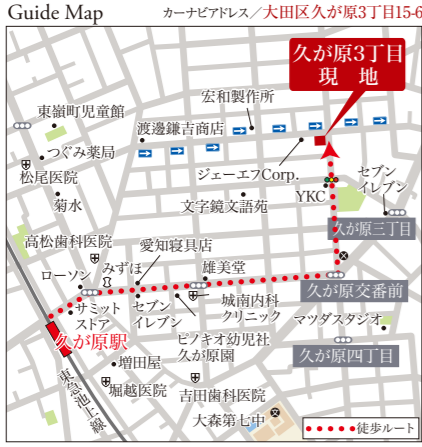 Guide Map
カーナビアドレス／大田区久が原3丁目15-6
久が原3丁目
現地
宏和製作所
東嶺町児童館
渡邊鎌吉商店
つぐみ薬局
松尾医院
ジェーエフCorp.
セブン
イレブン
YKC
菊水
文字鏡文語苑
久が原三丁目
高松歯科医院
愛知寝具店
みずほ
雄美堂
ローソン
久が原交番前
サミット
ストア
セブン
イレブン
城南内科
クリニック
マツダスタジオ
久が原駅
ピノキオ幼児社
久が原園
久が原四丁目
増田屋
東急池上線
堀越医院
吉田歯科医院
大森第七中
徒歩ルート